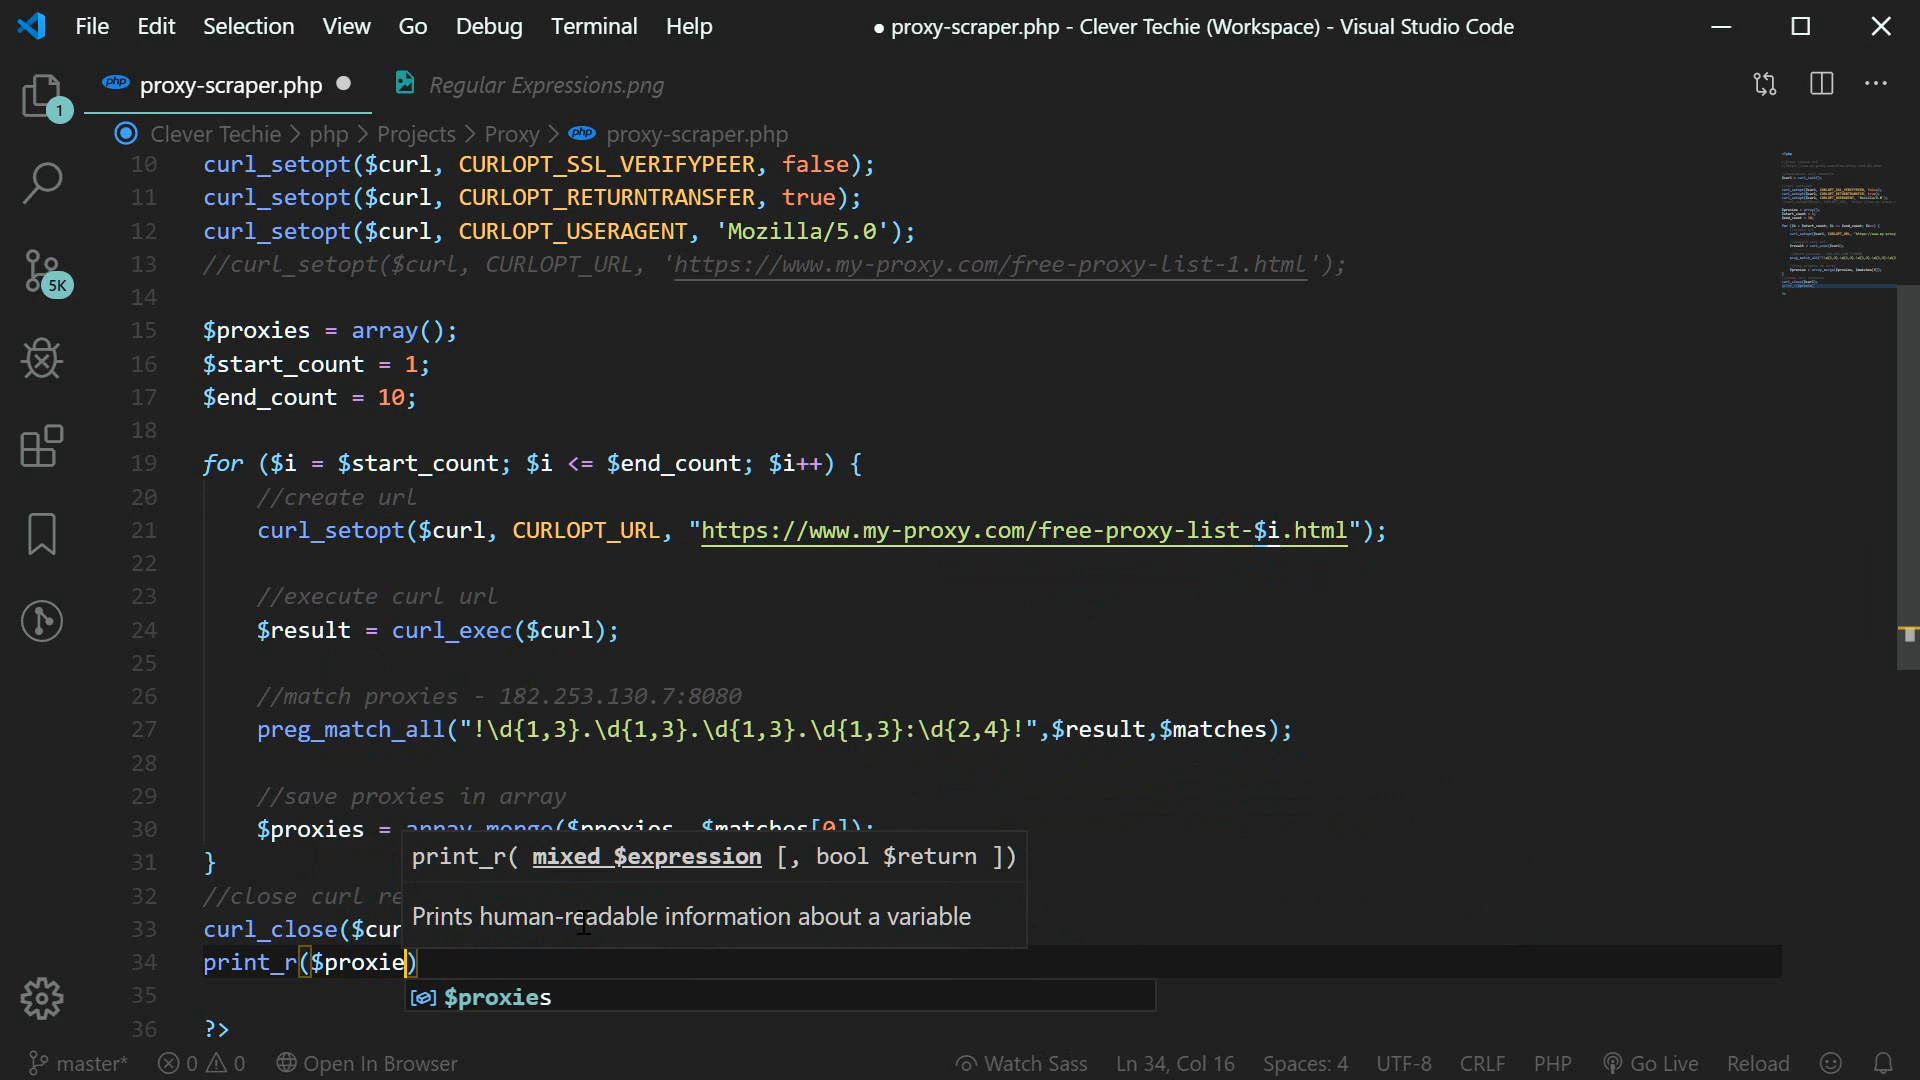 File Edit Selection View Go Debug Terminal Help ● proxy-scraper.php - Clever Techie (Workspace) - Visual Studio Code
php proxy-scraper.php ● Regular Expressions.png
1
Clever Techie > php > Projects > Proxy > php proxy-scraper.php
10 curl_setopt($curl, CURLOPT_SSL_VERIFYPEER, false);
11 curl_setopt($curl, CURLOPT_RETURNTRANSFER, true);
12 curl_setopt($curl, CURLOPT_USERAGENT, 'Mozilla/5.0');
13 //curl_setopt($curl, CURLOPT_URL, 'https://www.my-proxy.com/free-proxy-list-1.html');
5K
14
15 $proxies = array();
16 $start_count = 1;
17 $end_count = 10;
18
19 for ($i = $start_count; $i <= $end_count; $i++) {
20 //create url
21 curl_setopt($curl, CURLOPT_URL, "https://www.my-proxy.com/free-proxy-list-$i.html");
22
23 //execute curl url
24 $result = curl_exec($curl);
25
26 //match proxies - 182.253.130.7:8080
27 preg_match_all("!\d{1,3}.\d{1,3}.\d{1,3}.\d{1,3}:\d{2,4}!",$result,$matches);
28
29 //save proxies in array
30 $proxies = array_merge($proxies, $matches[0]);
31 }
print_r( mixed $expression [, bool $return ])
32 //close curl re
Prints human-readable information about a variable
33 curl_close($cur
34 print_r($proxie)
35
$proxies
36 ?>
master* 0 0 Open In Browser Watch Sass Ln 34, Col 16 Spaces: 4 UTF-8 CRLF PHP Go Live Reload